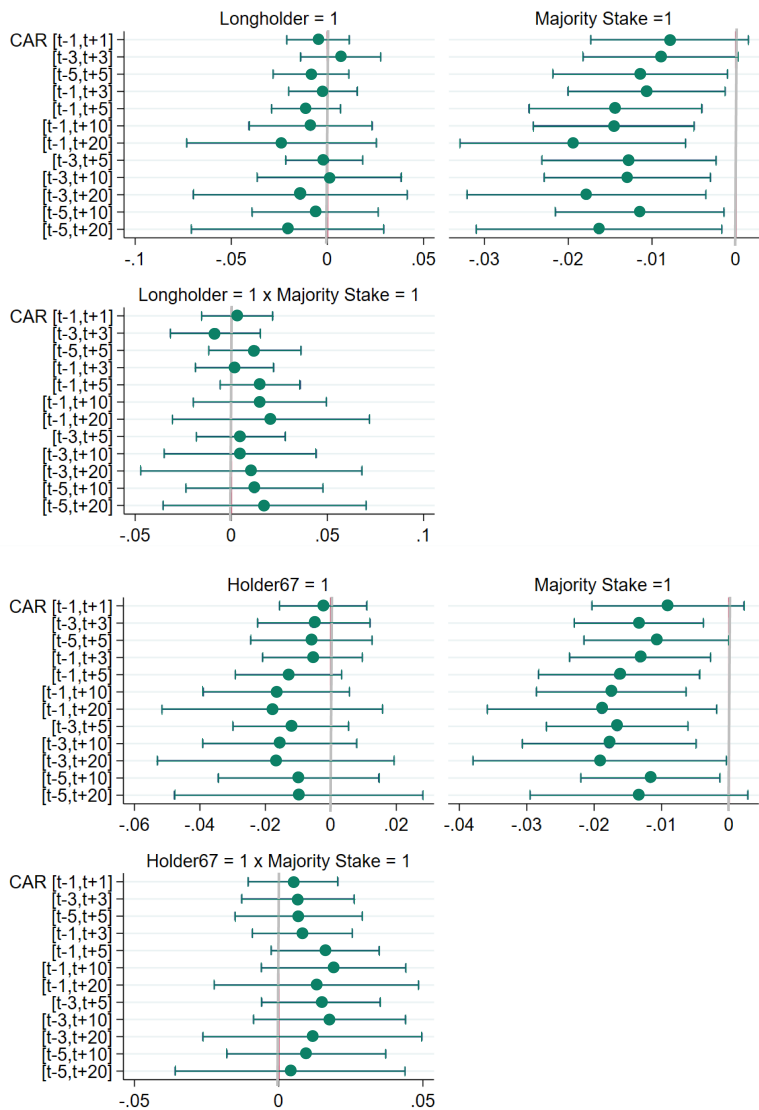 Longholder = 1
Majority Stake =1
CAR [t-1,t+1]
[t-3,t+3]
[t-5,t+5]
[t-1,t+3]
[t-1,t+5]
[t-1,t+10]
[t-1,t+20]
[t-3,t+5]
[t-3,t+10]
[t-3,t+20]
[t-5,t+10]
[t-5,t+20]
-.1 -.05 0 .05
-.03 -.02 -.01 0
Longholder = 1 x Majority Stake = 1
CAR [t-1,t+1]
[t-3,t+3]
[t-5,t+5]
[t-1,t+3]
[t-1,t+5]
[t-1,t+10]
[t-1,t+20]
[t-3,t+5]
[t-3,t+10]
[t-3,t+20]
[t-5,t+10]
[t-5,t+20]
-.05 0 .05 .1
Holder67 = 1
Majority Stake =1
CAR [t-1,t+1]
[t-3,t+3]
[t-5,t+5]
[t-1,t+3]
[t-1,t+5]
[t-1,t+10]
[t-1,t+20]
[t-3,t+5]
[t-3,t+10]
[t-3,t+20]
[t-5,t+10]
[t-5,t+20]
-.06 -.04 -.02 0 .02
-.04 -.03 -.02 -.01 0
Holder67 = 1 x Majority Stake = 1
CAR [t-1,t+1]
[t-3,t+3]
[t-5,t+5]
[t-1,t+3]
[t-1,t+5]
[t-1,t+10]
[t-1,t+20]
[t-3,t+5]
[t-3,t+10]
[t-3,t+20]
[t-5,t+10]
[t-5,t+20]
-.05 0 .05